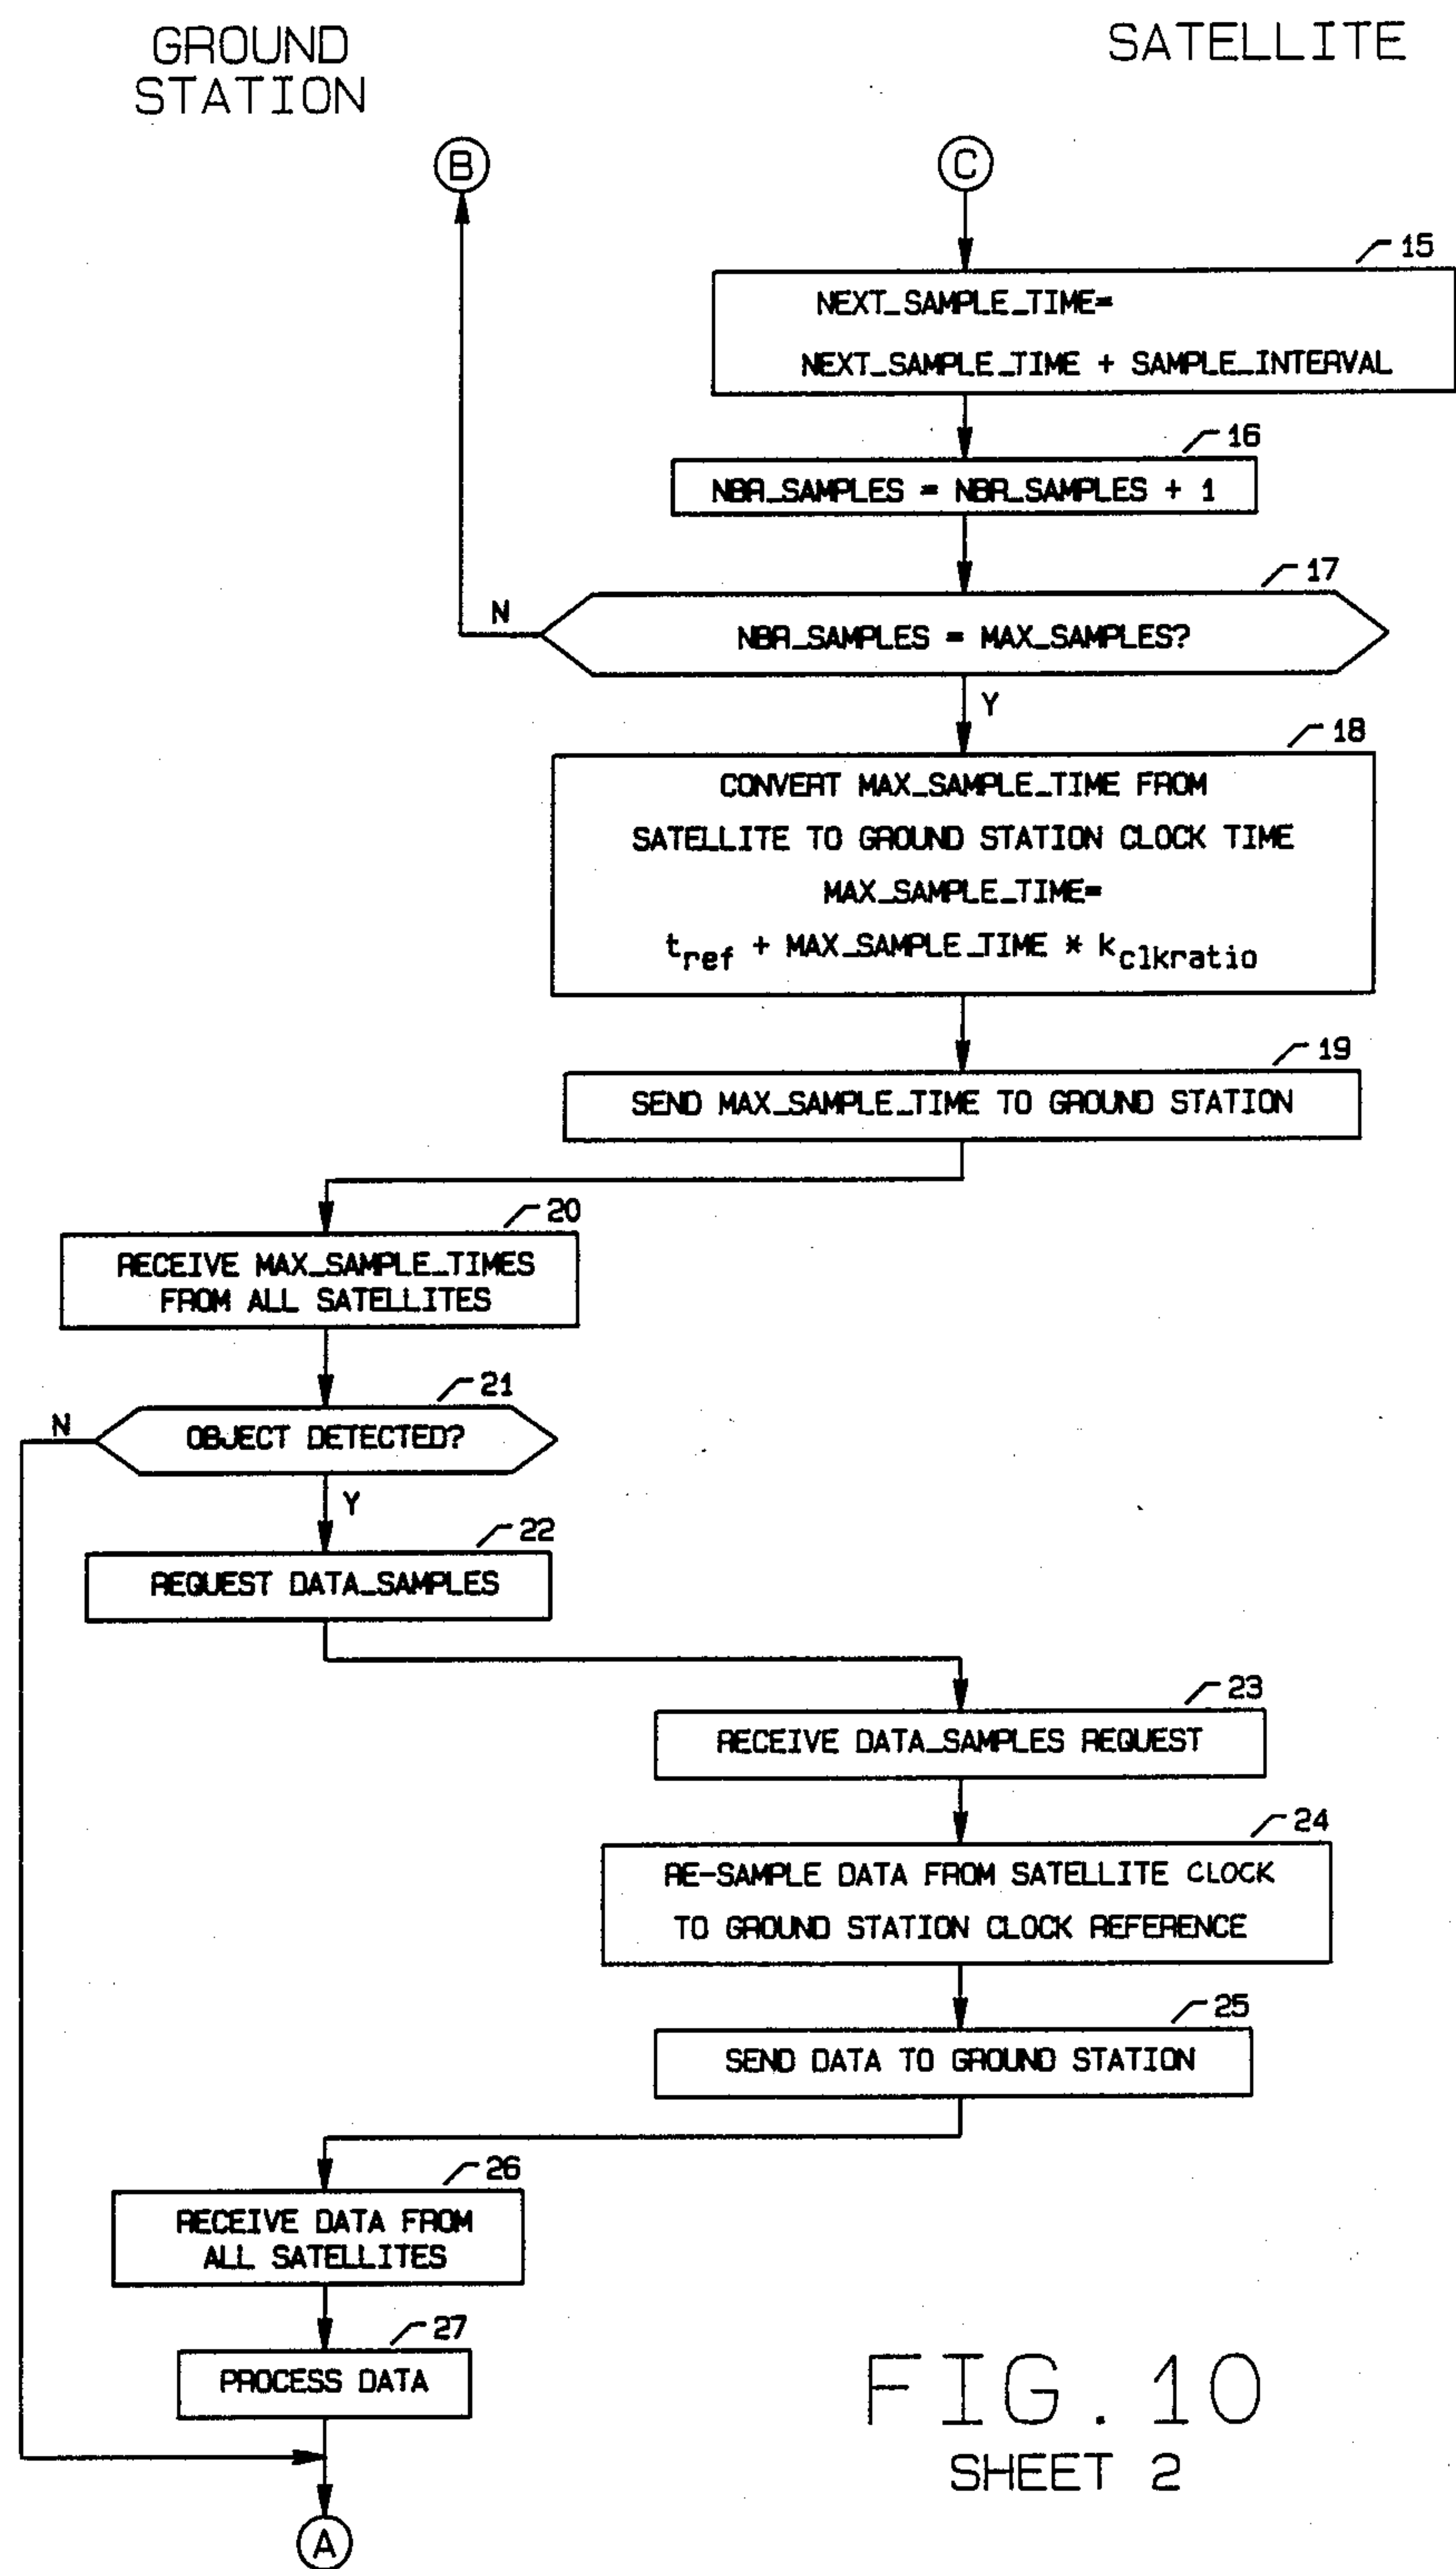 GROUND
STATION
SATELLITE
B
C
15
NEXT_SAMPLE_TIME=
NEXT_SAMPLE_TIME + SAMPLE_INTERVAL
16
NBR_SAMPLES = NBR_SAMPLES + 1
17
N
NBR_SAMPLES = MAX_SAMPLES?
Y
18
CONVERT MAX_SAMPLE_TIME FROM
SATELLITE TO GROUND STATION CLOCK TIME
MAX_SAMPLE_TIME=
t_ref + MAX_SAMPLE_TIME * k_clkratio
19
SEND MAX_SAMPLE_TIME TO GROUND STATION
20
RECEIVE MAX_SAMPLE_TIMES
FROM ALL SATELLITES
21
N
OBJECT DETECTED?
Y
22
REQUEST DATA_SAMPLES
23
RECEIVE DATA_SAMPLES REQUEST
24
RE-SAMPLE DATA FROM SATELLITE CLOCK
TO GROUND STATION CLOCK REFERENCE
25
SEND DATA TO GROUND STATION
26
RECEIVE DATA FROM
ALL SATELLITES
27
PROCESS DATA
A
FIG. 10
SHEET 2